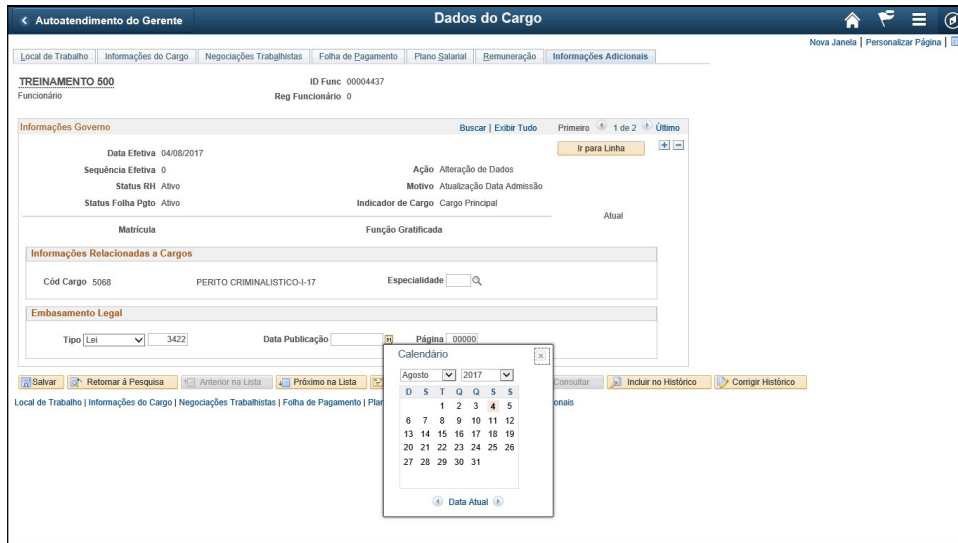 Autoatendimento do Gerente
Dados do Cargo
Nova Janela | Personalizar Página |
Local de Trabalho Informações do Cargo Negociações Trabalhistas Folha de Pagamento Plano Salarial Remuneração Informações Adicionais
TREINAMENTO 500 ID Func 00004437
Funcionário Reg Funcionário 0
Informações Governo Buscar | Exibir Tudo Primeiro 1 de 2 Último
Ir para Linha
Data Efetiva 04/08/2017
Sequência Efetiva 0 Ação Alteração de Dados
Status RH Ativo Motivo Atualização Data Admissão
Status Folha Pgto Ativo Indicador de Cargo Cargo Principal
Atual
Matrícula Função Gratificada
Informações Relacionadas a Cargos
Cód Cargo 5068 PERITO CRIMINALISTICO-I-17 Especialidade
Embasamento Legal
Tipo Lei 3422 Data Publicação Página 00000
Calendário
Agosto 2017
D S T Q Q S S
1 2 3 4 5
6 7 8 9 10 11 12
13 14 15 16 17 18 19
20 21 22 23 24 25 26
27 28 29 30 31
Data Atual
Salvar Retornar à Pesquisa Anterior na Lista Próximo na Lista Consultar Incluir no Histórico Corrigir Histórico
Local de Trabalho | Informações do Cargo | Negociações Trabalhistas | Folha de Pagamento | Plan onais